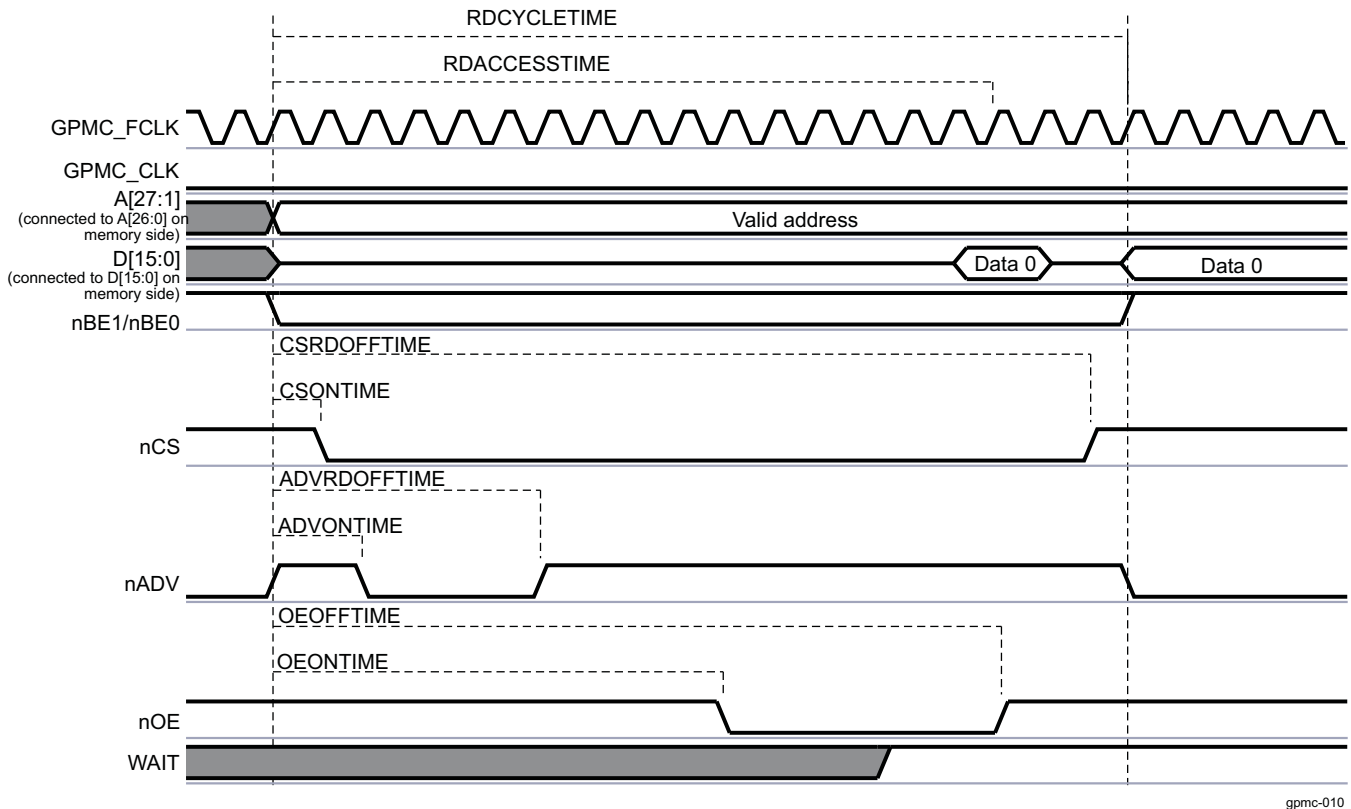 RDCYCLETIME
RDACCESSTIME
GPMC_FCLK
GPMC_CLK
A[27:1]
(connected to A[26:0] on
memory side)
Valid address
D[15:0]
(connected to D[15:0] on
memory side)
Data 0
Data 0
nBE1/nBE0
CSRDOFFTIME
CSONTIME
nCS
ADVRDOFFTIME
ADVONTIME
nADV
OEOFFTIME
OEONTIME
nOE
WAIT
gpmc-010